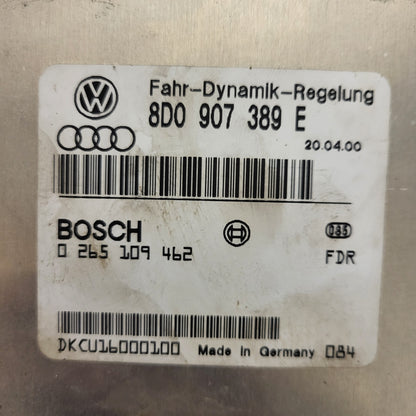 Fahr-Dynamik-Regelung
8D0 907 389 E
20.04.00
BOSCH
0 265 109 462
085
FDR
DKCU16000100 Made in Germany 084